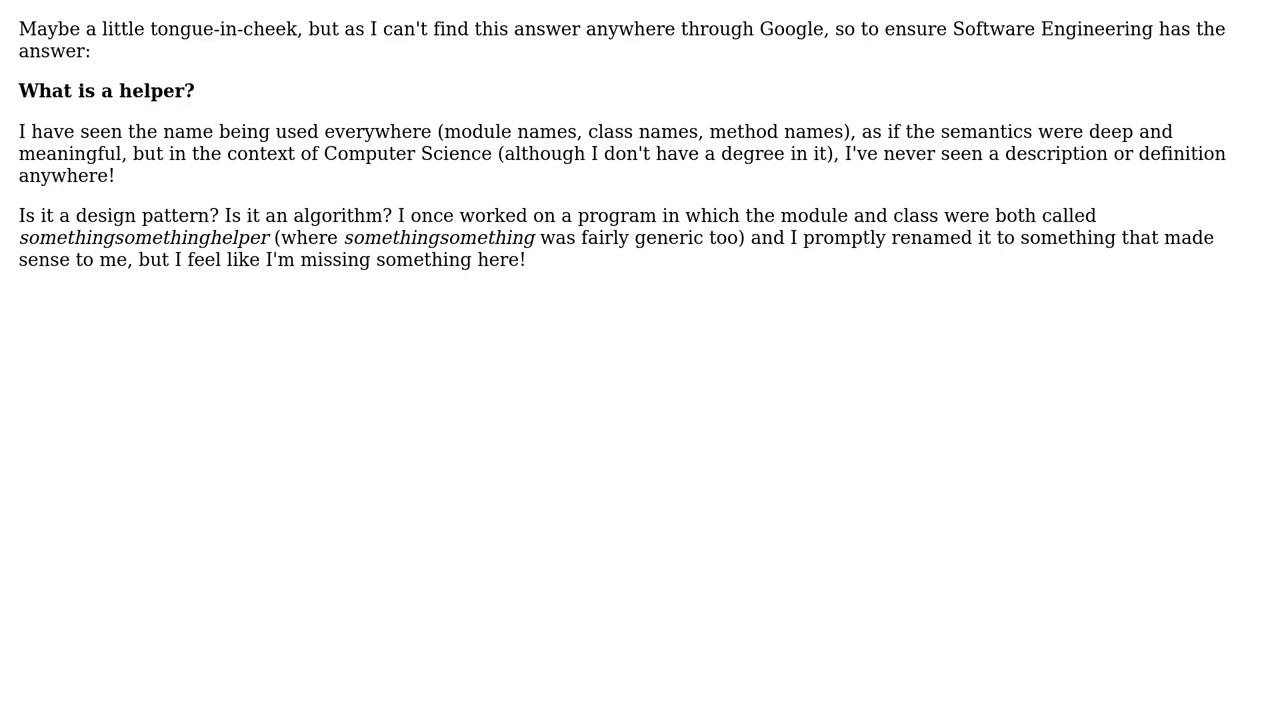 Maybe a little tongue-in-cheek, but as I can't find this answer anywhere through Google, so to ensure Software Engineering has the
answer:
What is a helper?
I have seen the name being used everywhere (module names, class names, method names), as if the semantics were deep and
meaningful, but in the context of Computer Science (although I don't have a degree in it), I've never seen a description or definition
anywhere!
Is it a design pattern? Is it an algorithm? I once worked on a program in which the module and class were both called
somethingsomethinghelper (where somethingsomething was fairly generic too) and I promptly renamed it to something that made
sense to me, but I feel like I'm missing something here!